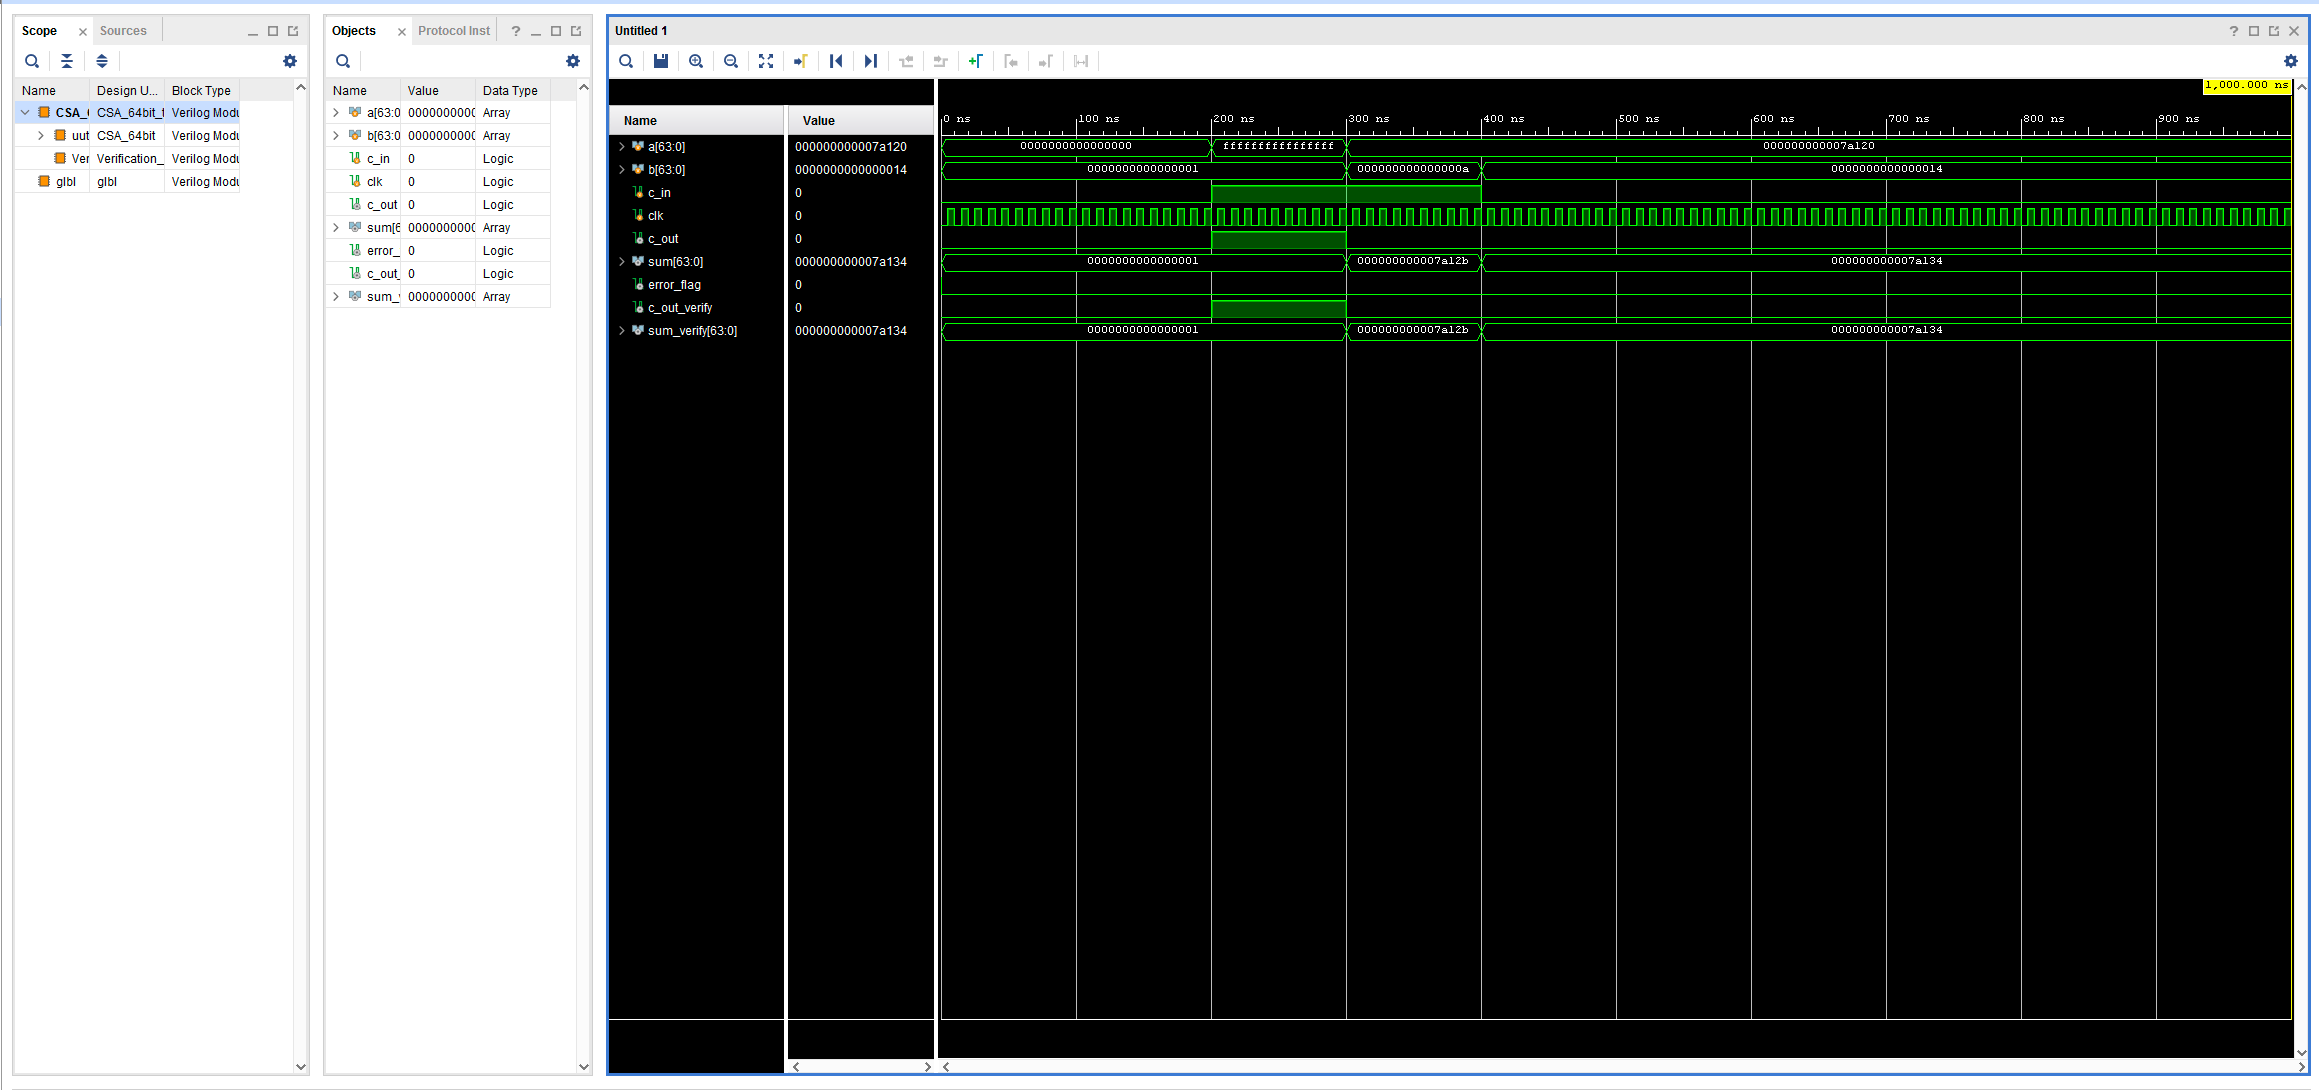 Scope Sources
Name Design U... Block Type
CSA_( CSA_64bit_t Verilog Modu
uut CSA_64bit Verilog Modu
Ver Verification_ Verilog Modu
glbl glbl Verilog Modu
Objects Protocol Inst ?
Name Value Data Type
a[63:0 0000000000 Array
b[63:0 0000000000 Array
c_in 0 Logic
clk 0 Logic
c_out 0 Logic
sum[6 0000000000 Array
error_ 0 Logic
c_out_ 0 Logic
sum_v 0000000000 Array
Untitled 1 ?
1,000.000 ns
Name Value
0 ns 100 ns 200 ns 300 ns 400 ns 500 ns 600 ns 700 ns 800 ns 900 ns
a[63:0] 000000000007a120 0000000000000000 ffffffffffffffff 000000000007a120
b[63:0] 0000000000000014 0000000000000001 000000000000000a 0000000000000014
c_in 0
clk 0
c_out 0
sum[63:0] 000000000007a134 0000000000000001 000000000007a12b 000000000007a134
error_flag 0
c_out_verify 0
sum_verify[63:0] 000000000007a134 0000000000000001 000000000007a12b 000000000007a134